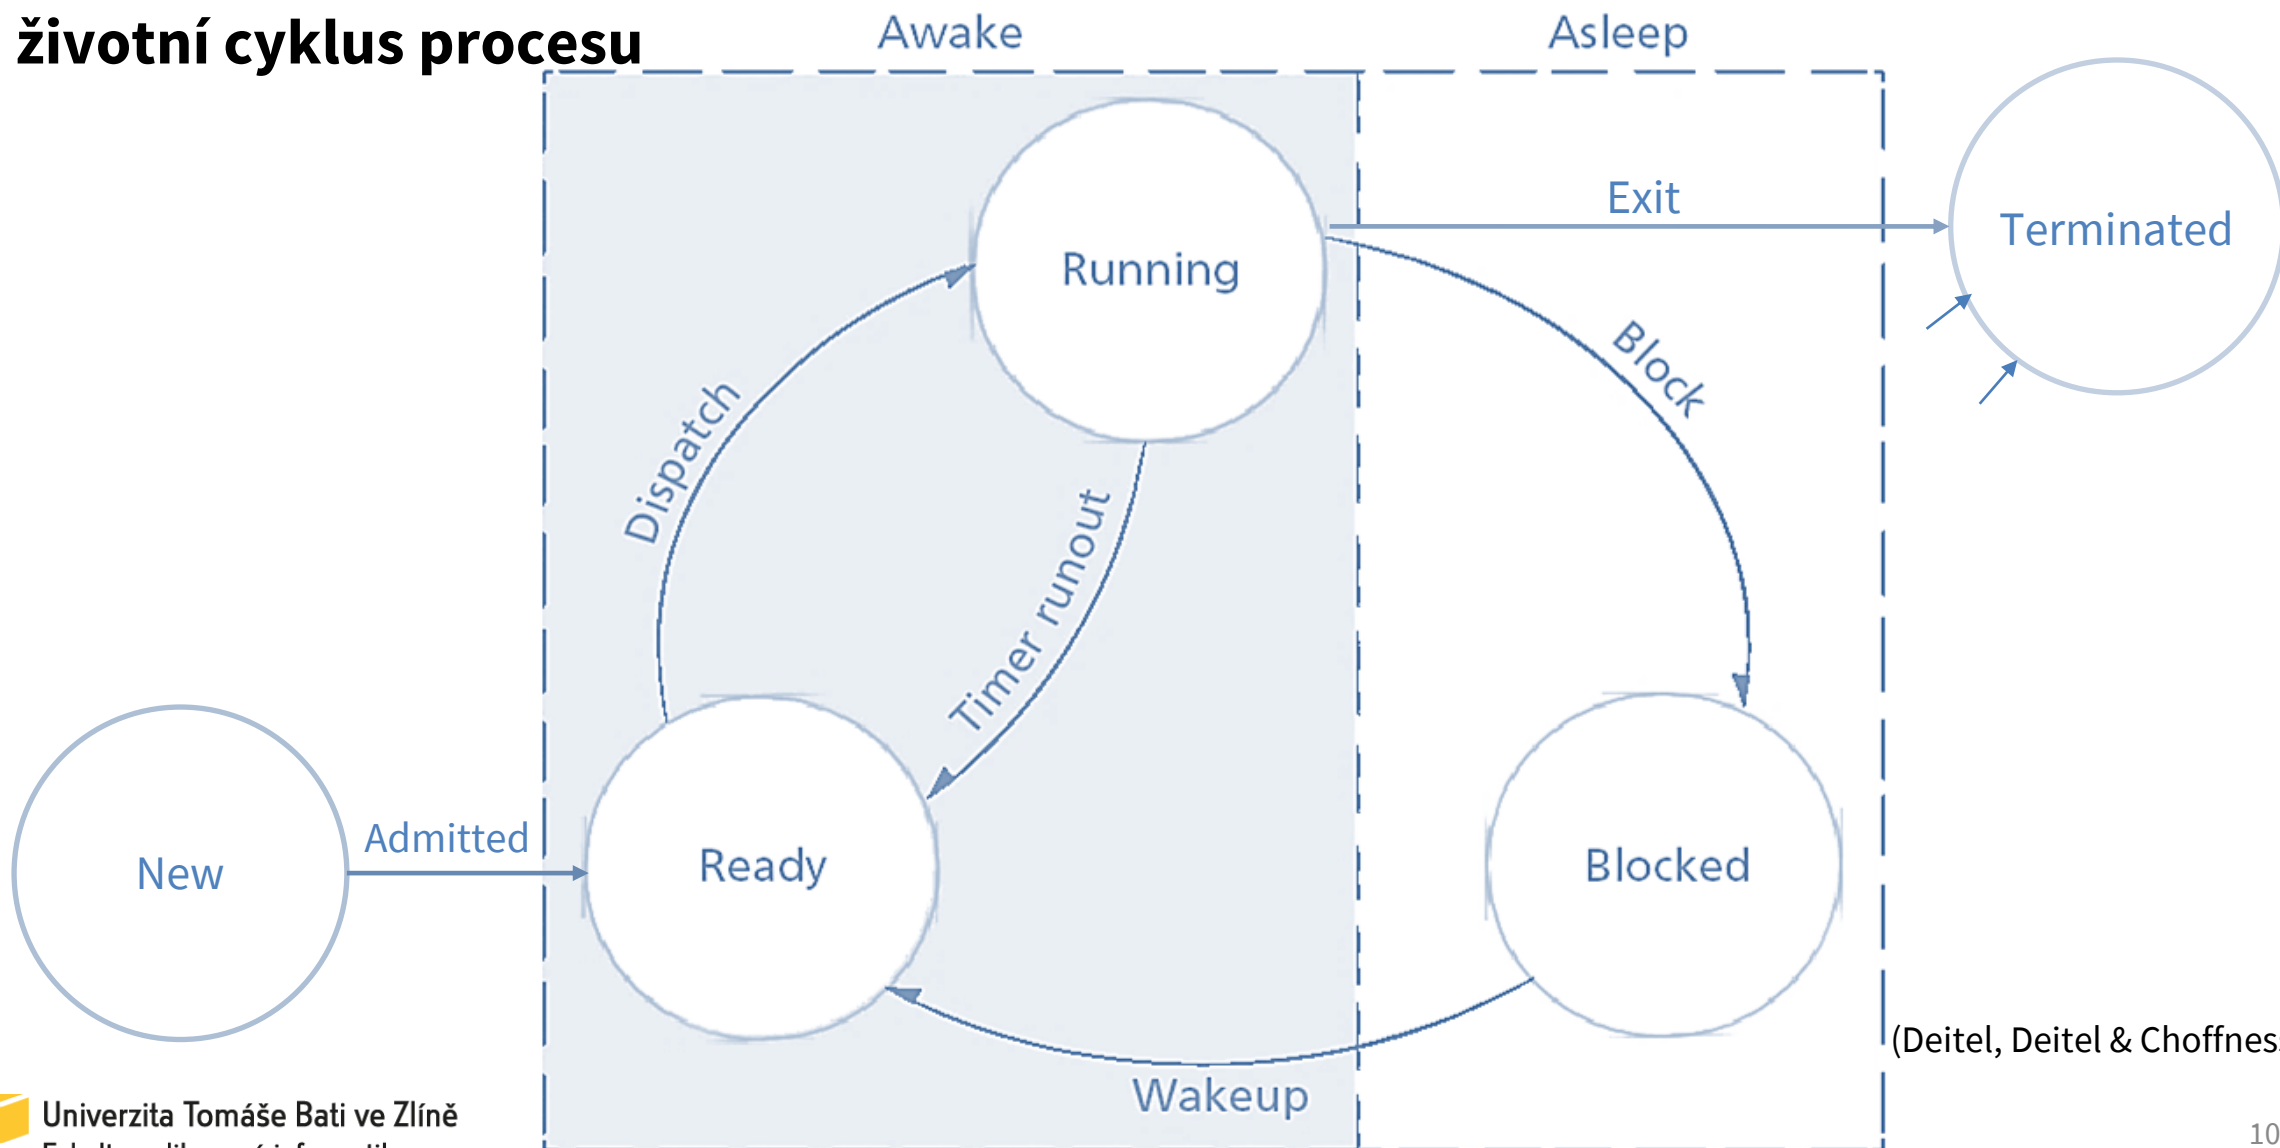 životní cyklus procesu
Awake
Asleep
Running
Exit
Terminated
Block
Dispatch
Timer runout
New
Admitted
Ready
Blocked
Wakeup
(Deitel, Deitel & Choffnes
Univerzita Tomáše Bati ve Zlíně
10